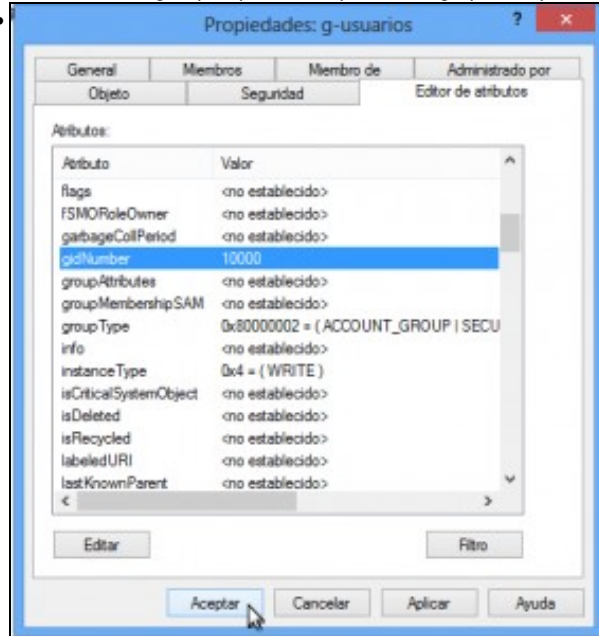 Propiedades: g-usuarios
General Miembros Miembro de Administrado por
Objeto Seguridad Editor de atributos
Atributos:
Atributo Valor
flags <no establecido>
fSMORoleOwner <no establecido>
garbageCollPeriod <no establecido>
gidNumber 10000
groupAttributes <no establecido>
groupMembershipSAM <no establecido>
groupType 0x80000002 = ( ACCOUNT_GROUP | SECU
info <no establecido>
instanceType 0x4 = ( WRITE )
isCriticalSystemObject <no establecido>
isDeleted <no establecido>
isRecycled <no establecido>
labeledURI <no establecido>
lastKnownParent <no establecido>
Editar Filtro
Aceptar Cancelar Aplicar Ayuda